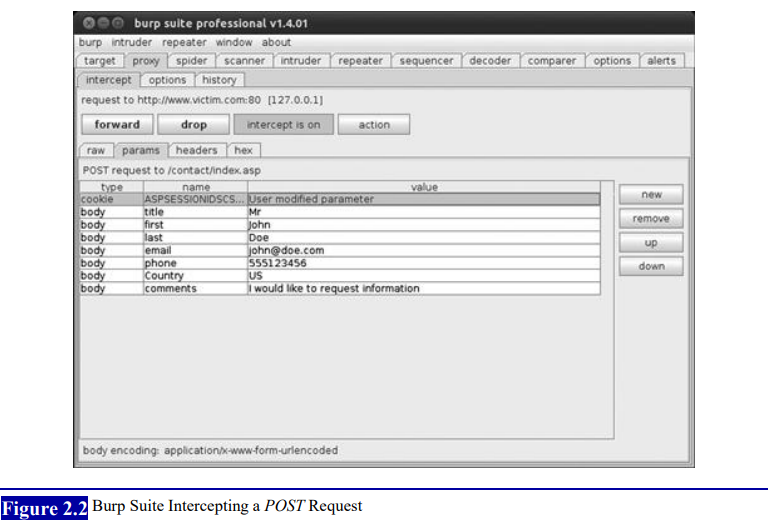 burp suite professional v1.4.01
burp intruder repeater window about
target proxy spider scanner intruder repeater sequencer decoder comparer options alerts
intercept options history
request to http://www.victim.com:80 [127.0.0.1]
forward drop intercept is on action
raw params headers hex
POST request to /contact/index.asp
type name value
cookie ASPSESSIONIDSCS... User modified parameter
body title Mr
body first John
body last Doe
body email john@doe.com
body phone 555123456
body Country US
body comments I would like to request information
new
remove
up
down
body encoding: application/x-www-form-urlencoded
Figure 2.2 Burp Suite Intercepting a POST Request